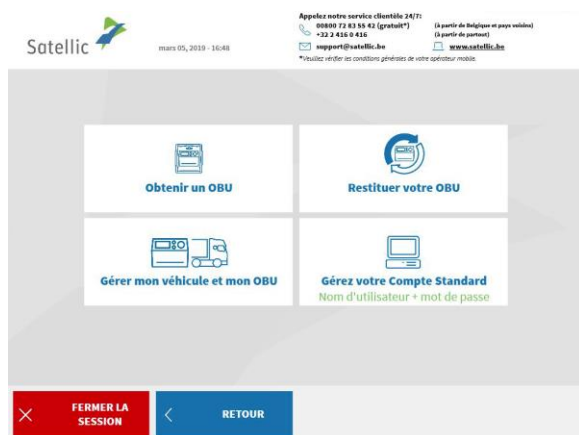 Satellic
mars 05, 2019 - 16:48
Appelez notre service clientèle 24/7:
00800 72 83 55 42 (gratuit*) (à partir de Belgique et pays voisins)
+32 2 416 0 416 (à partir de partout)
support@satellic.be www.satellic.be
*Veuillez vérifier les conditions générales de votre opérateur mobile.
Obtenir un OBU
Restituer votre OBU
Gérer mon véhicule et mon OBU
Gérez votre Compte Standard
Nom d'utilisateur + mot de passe
FERMER LA
SESSION
RETOUR